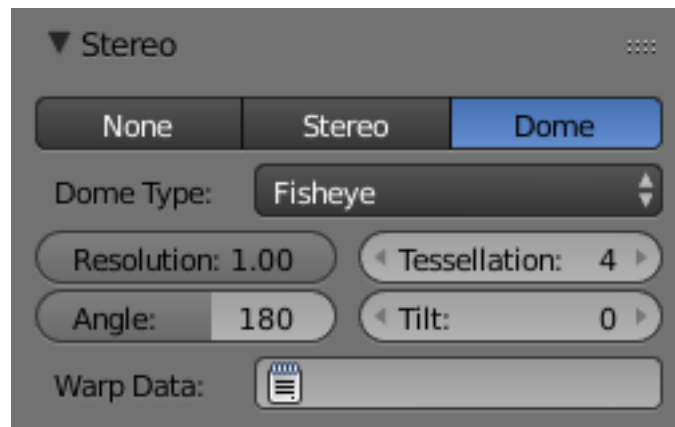 Stereo
None Stereo Dome
Dome Type: Fisheye
Resolution: 1.00 Tessellation: 4
Angle: 180 Tilt: 0
Warp Data: